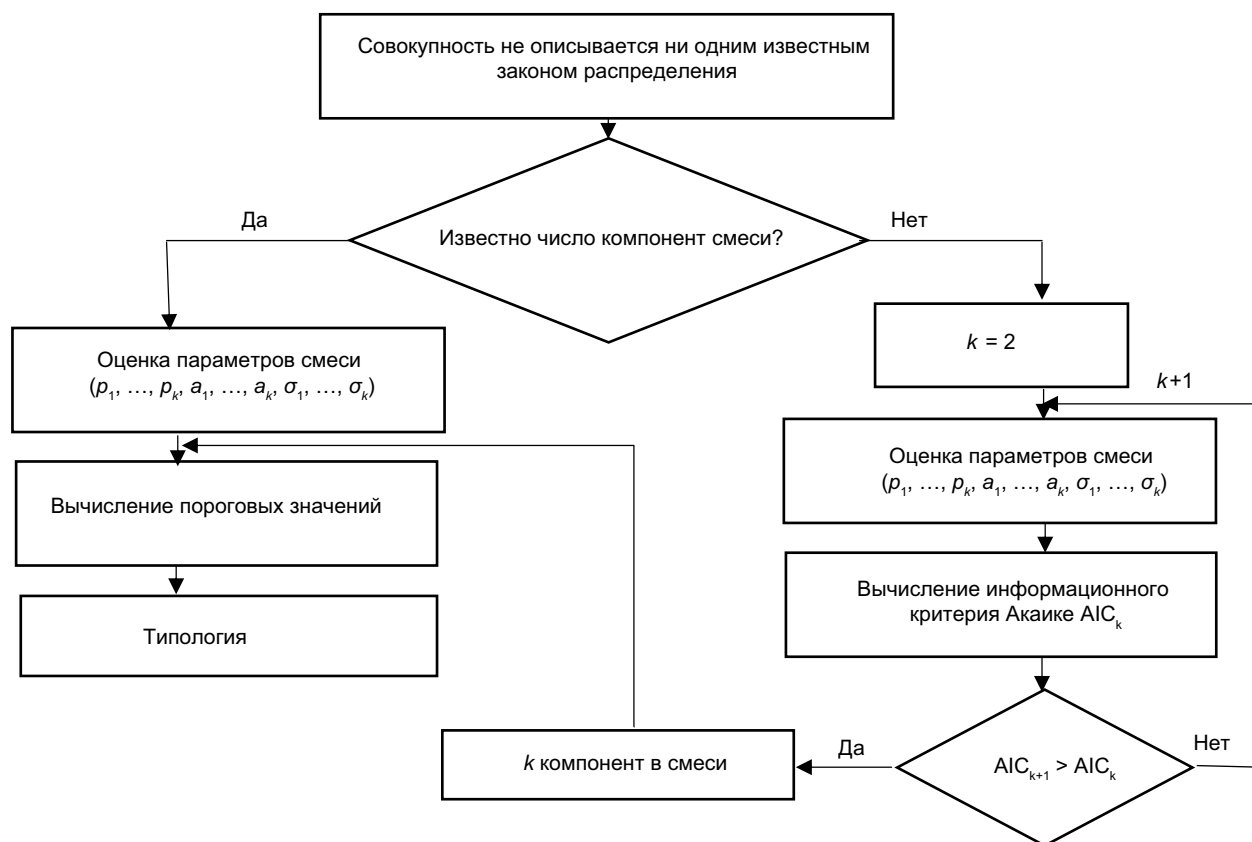 Совокупность не описывается ни одним известным
законом распределения
Известно число компонент смеси?
Да
Нет
Оценка параметров смеси
(p₁, …, pₖ, a₁, …, aₖ, σ₁, …, σₖ)
Вычисление пороговых значений
Типология
k = 2
k+1
Оценка параметров смеси
(p₁, …, pₖ, a₁, …, aₖ, σ₁, …, σₖ)
Вычисление информационного
критерия Акаике AICₖ
AICₖ₊₁ > AICₖ
Да
Нет
k компонент в смеси